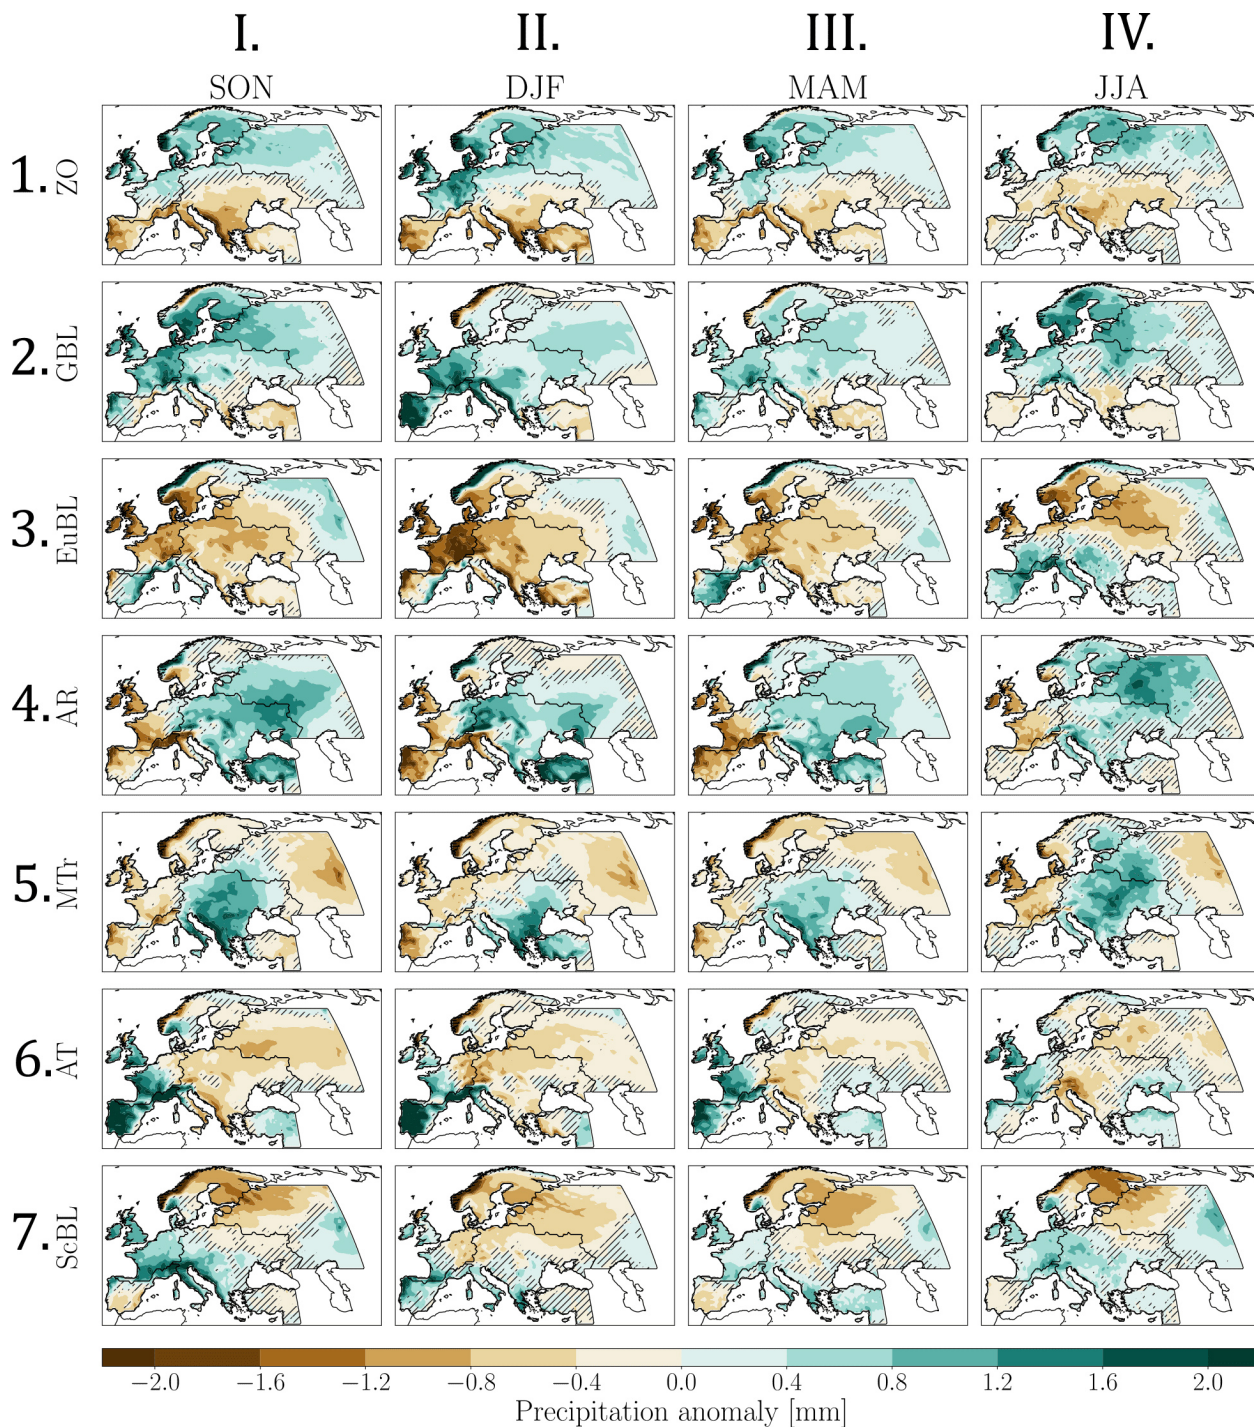 I. II. III. IV.
SON DJF MAM JJA
1. ZO
2. GBL
3. EuBL
4. AR
5. MTr
6. AT
7. ScBL
−2.0 −1.6 −1.2 −0.8 −0.4 0.0 0.4 0.8 1.2 1.6 2.0
Precipitation anomaly [mm]